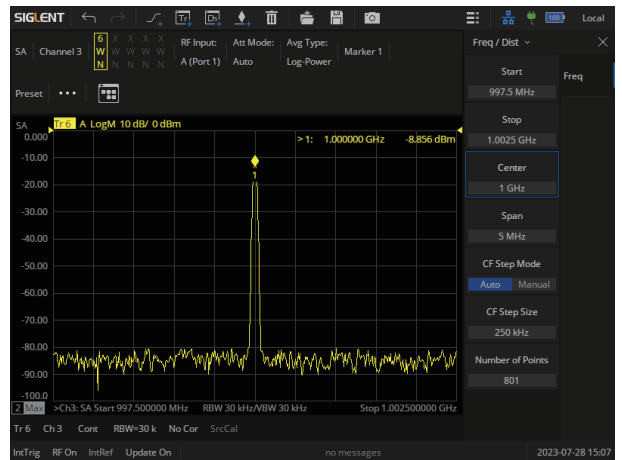 SIGLENT Tr Ch 100 Local
SA Channel 3 6 X X X X RF Input: Att Mode: Avg Type: Marker 1
W W W W W
N N N N N A (Port 1) Auto Log-Power
Preset ...
SA Tr 6 A LogM 10 dB/ 0 dBm
> 1: 1.000000 GHz -8.856 dBm
1
0.000
-10.00
-20.00
-30.00
-40.00
-50.00
-60.00
-70.00
-80.00
-90.00
-100.0
2 Max >Ch3: SA Start 997.500000 MHz RBW 30 kHz/VBW 30 kHz Stop 1.002500000 GHz
Tr 6 Ch 3 Cont RBW=30 k No Cor SrcCal
IntTrig RF On IntRef Update On no messages 2023-07-28 15:07
Freq / Dist
Freq
Start
997.5 MHz
Stop
1.0025 GHz
Center
1 GHz
Span
5 MHz
CF Step Mode
Auto Manual
CF Step Size
250 kHz
Number of Points
801